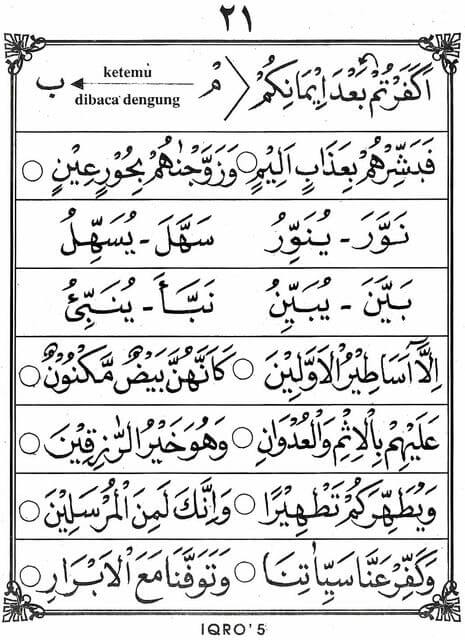 ٢١
اَكَفَرْتُمْ بَعْدَ اِيْمَانِكُمْ مْ ketemu ب
dibaca dengung
فَبَشِّرْهُمْ بِعَذَابٍ اَلِيْمٍ ○ وَزَوَّجْنٰهُمْ بِحُوْرٍ عِيْنٍ ○
نَوَّرَ - يُنَوِّرُ سَهَّلَ - يُسَهِّلُ
بَيَّنَ - يُبَيِّنُ نَبَّأَ - يُنَبِّئُ
اِلَّآ اَسَاطِيْرُ الْاَوَّلِيْنَ ○ كَاَنَّهُنَّ بَيْضٌ مَّكْنُوْنٌ ○
عَلَيْهِمْ بِالْاِثْمِ وَالْعُدْوَانِ ○ وَهُوَ خَيْرُ الرّٰزِقِيْنَ ○
وَيُطَهِّرَكُمْ تَطْهِيْرًا ○ وَاِنَّكَ لَمِنَ الْمُرْسَلِيْنَ ○
وَكَفِّرْ عَنَّا سَيِّاٰتِنَا ○ وَتَوَفَّنَا مَعَ الْاَبْرَارِ ○
IQRO'5